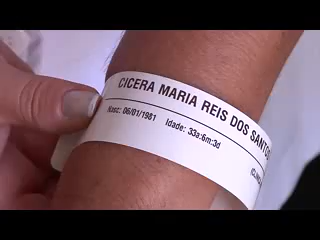 CICERA MARIA REIS DOS SANTOS
Nasc: 06/01/1981 Idade: 33a:6m:3d